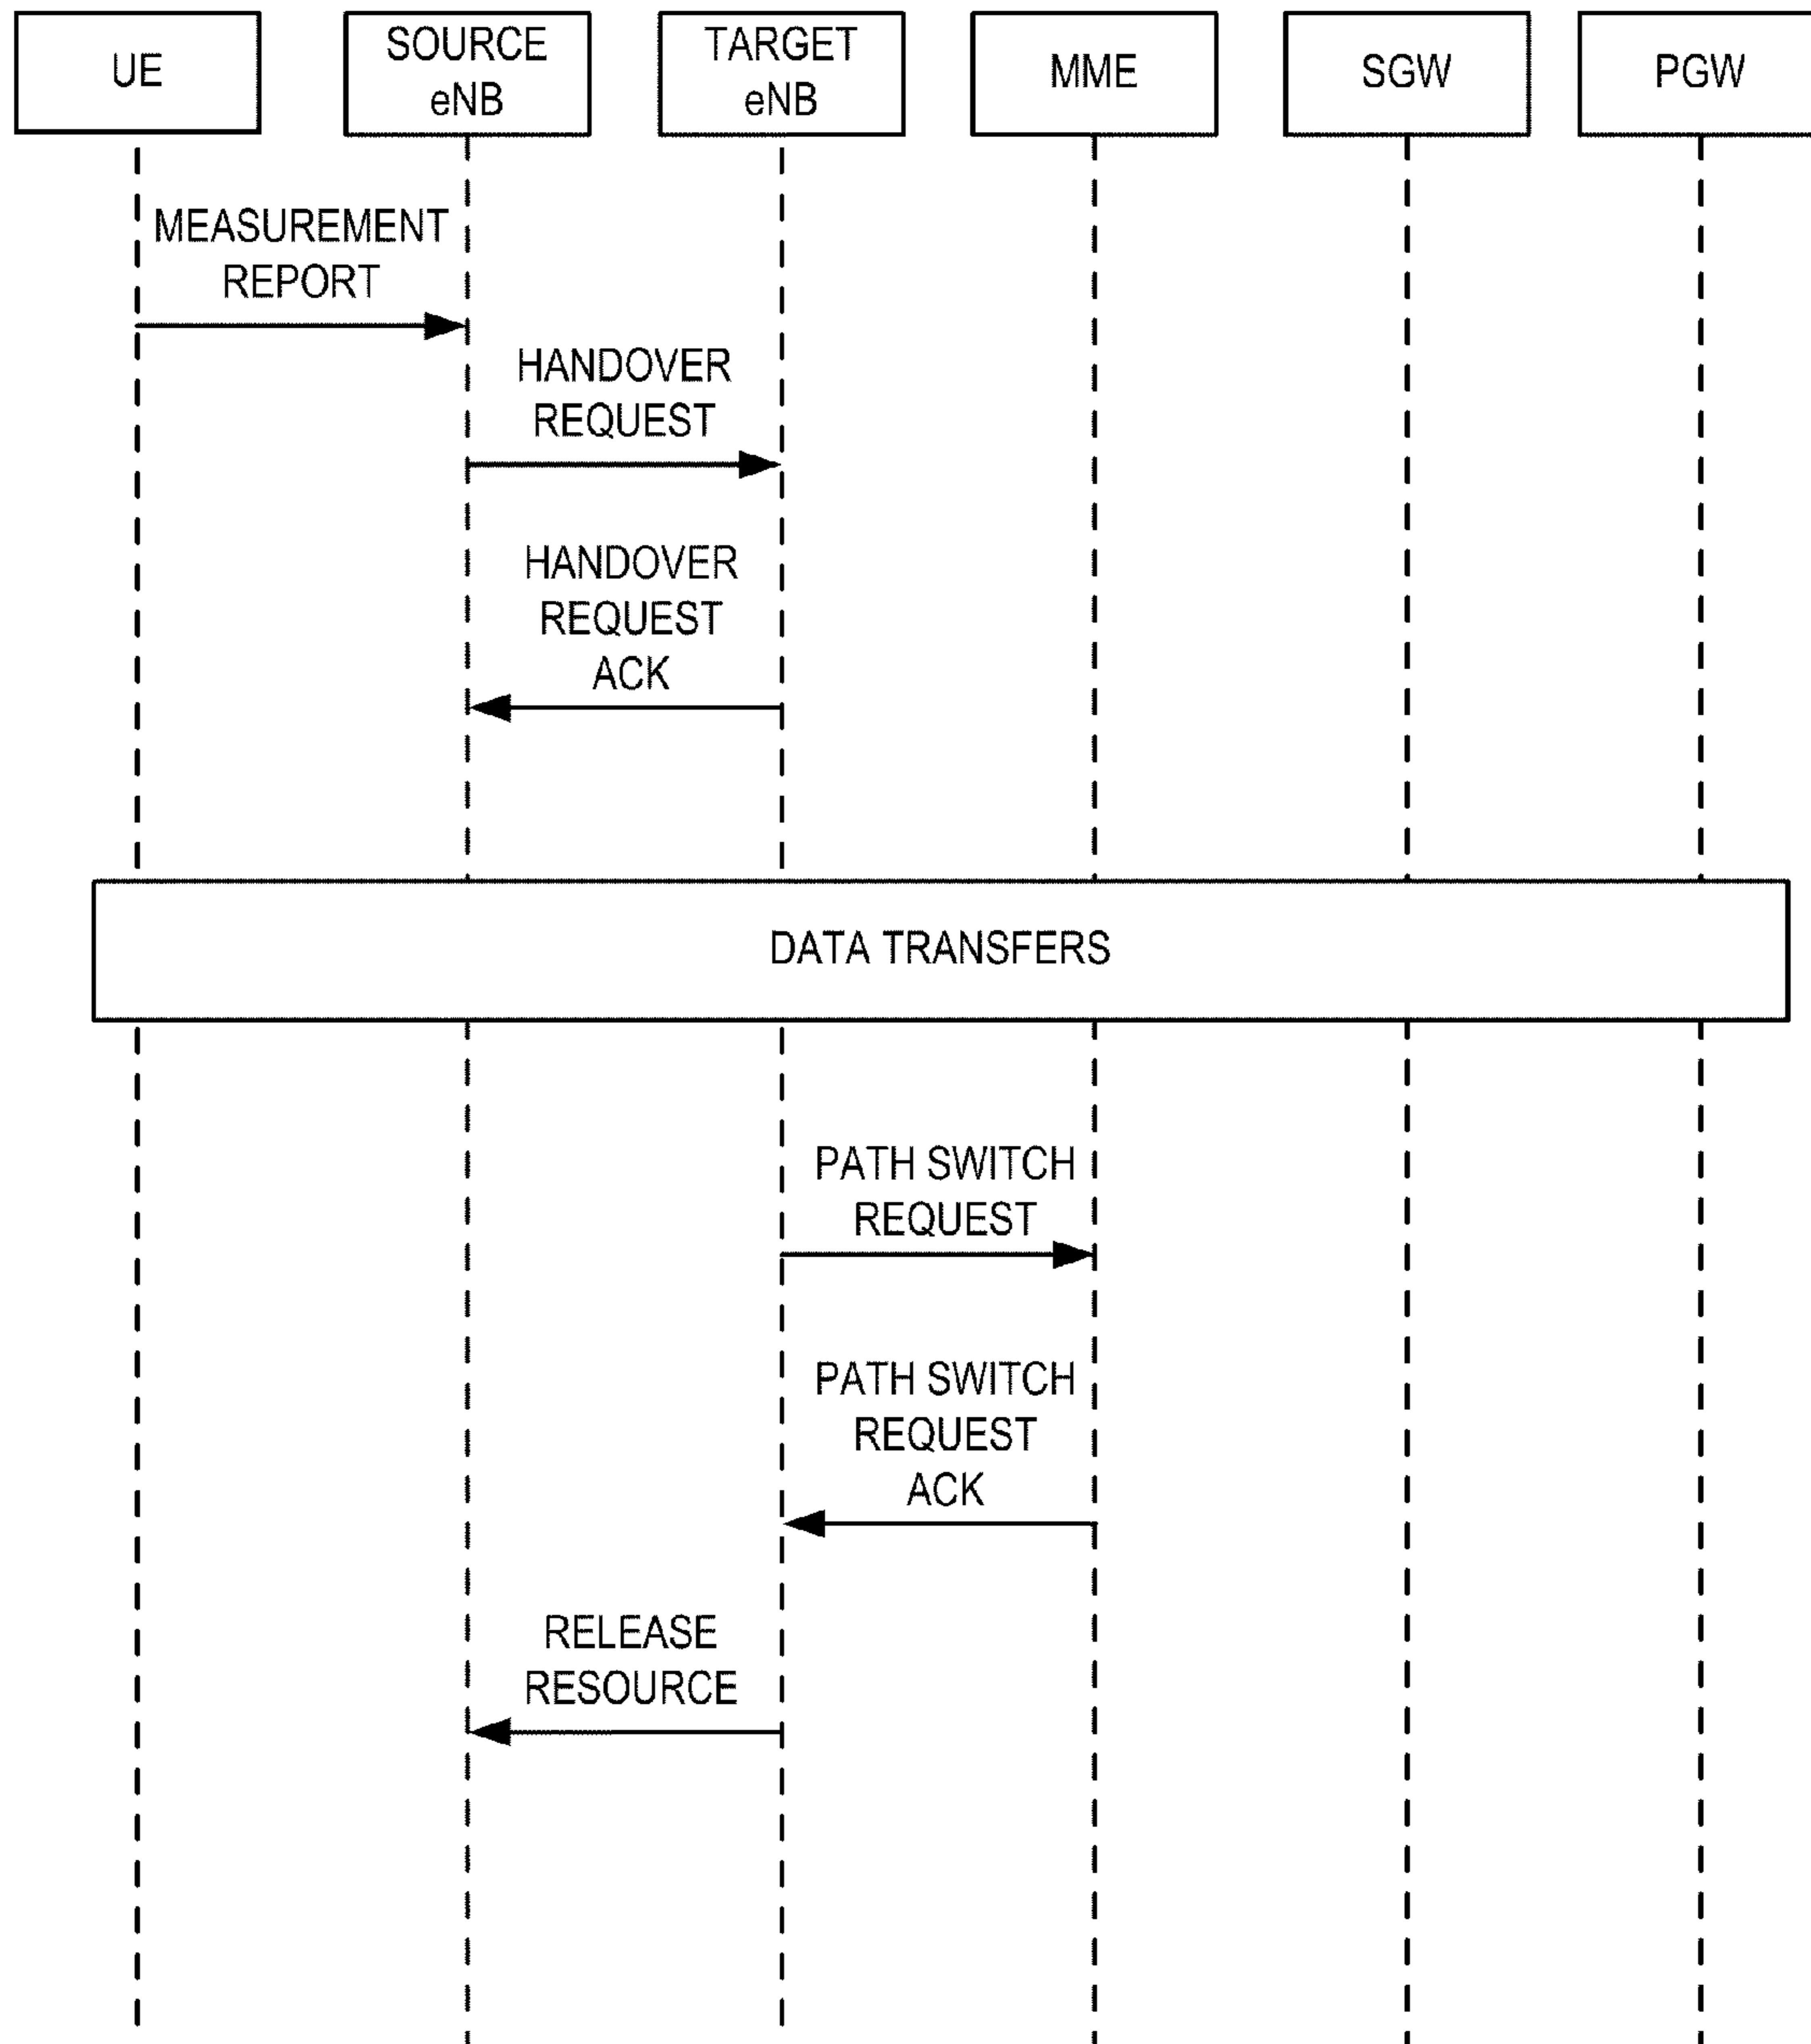 UE
SOURCE
eNB
TARGET
eNB
MME
SGW
PGW
MEASUREMENT
REPORT
HANDOVER
REQUEST
HANDOVER
REQUEST
ACK
DATA TRANSFERS
PATH SWITCH
REQUEST
PATH SWITCH
REQUEST
ACK
RELEASE
RESOURCE